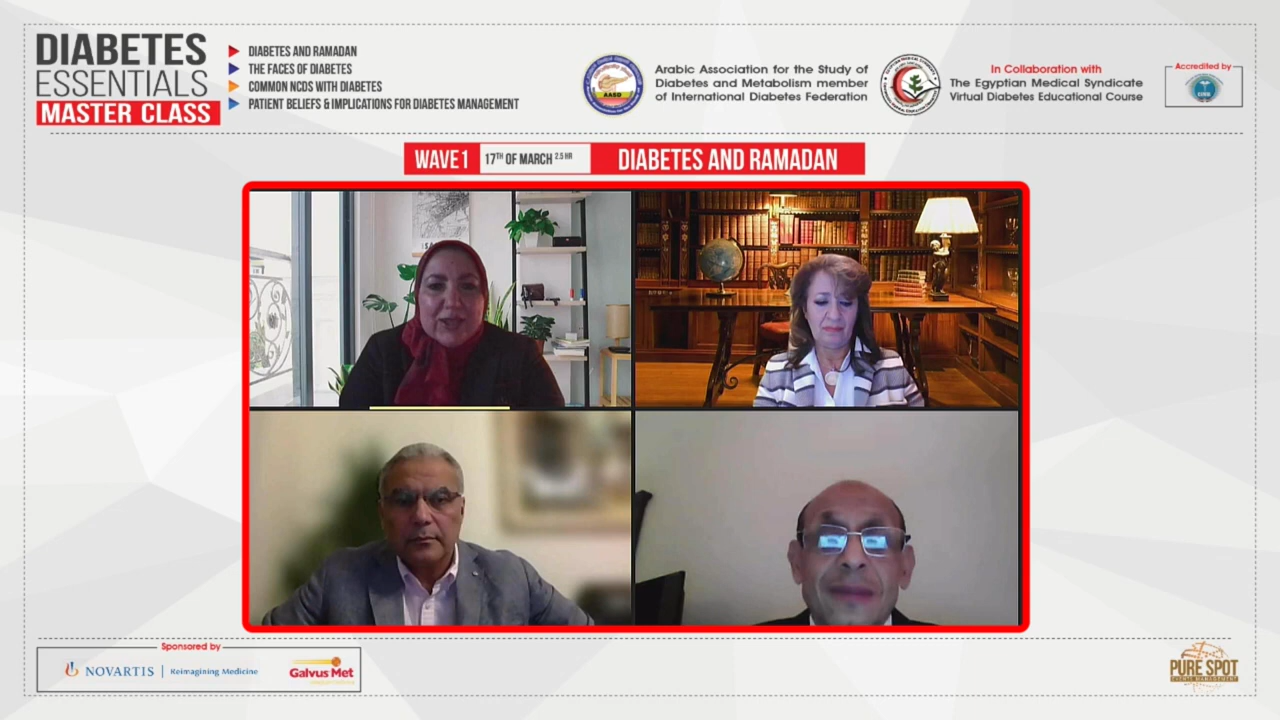 DIABETES
ESSENTIALS
MASTER CLASS
DIABETES AND RAMADAN
THE FACES OF DIABETES
COMMON NCDS WITH DIABETES
PATIENT BELIEFS & IMPLICATIONS FOR DIABETES MANAGEMENT
AASD
Arabic Association for the Study of
Diabetes and Metabolism member
of International Diabetes Federation
In Collaboration with
The Egyptian Medical Syndicate
Virtual Diabetes Educational Course
Accredited by
WAVE1 17TH OF MARCH 2.5 HR DIABETES AND RAMADAN
Sponsored by
NOVARTIS | Reimagining Medicine
Galvus Met
PURE SPOT
EVENTS MANAGEMENT